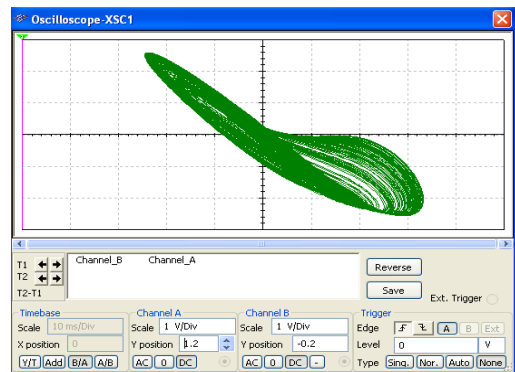 Oscilloscope-XSC1
T1
T2
T2-T1
Channel_B Channel_A
Reverse
Save
Ext. Trigger
Timebase
Scale 10 ms/Div
X position 0
Y/T Add B/A A/B
Channel A
Scale 1 V/Div
Y position 1.2
AC 0 DC
Channel B
Scale 1 V/Div
Y position -0.2
AC 0 DC -
Trigger
Edge A B Ext
Level 0 V
Type Sing. Nor. Auto None